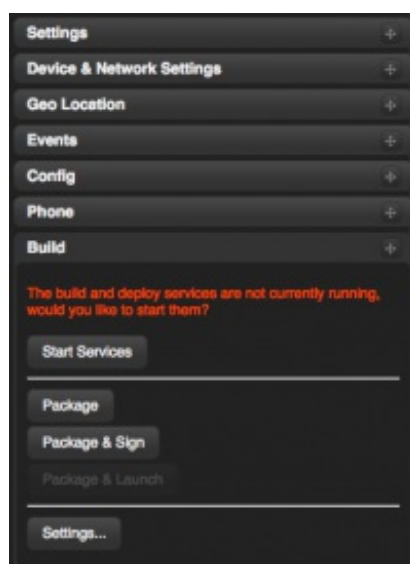 Settings
Device & Network Settings
Geo Location
Events
Config
Phone
Build
The build and deploy services are not currently running,
would you like to start them?
Start Services
Package
Package & Sign
Package & Launch
Settings...